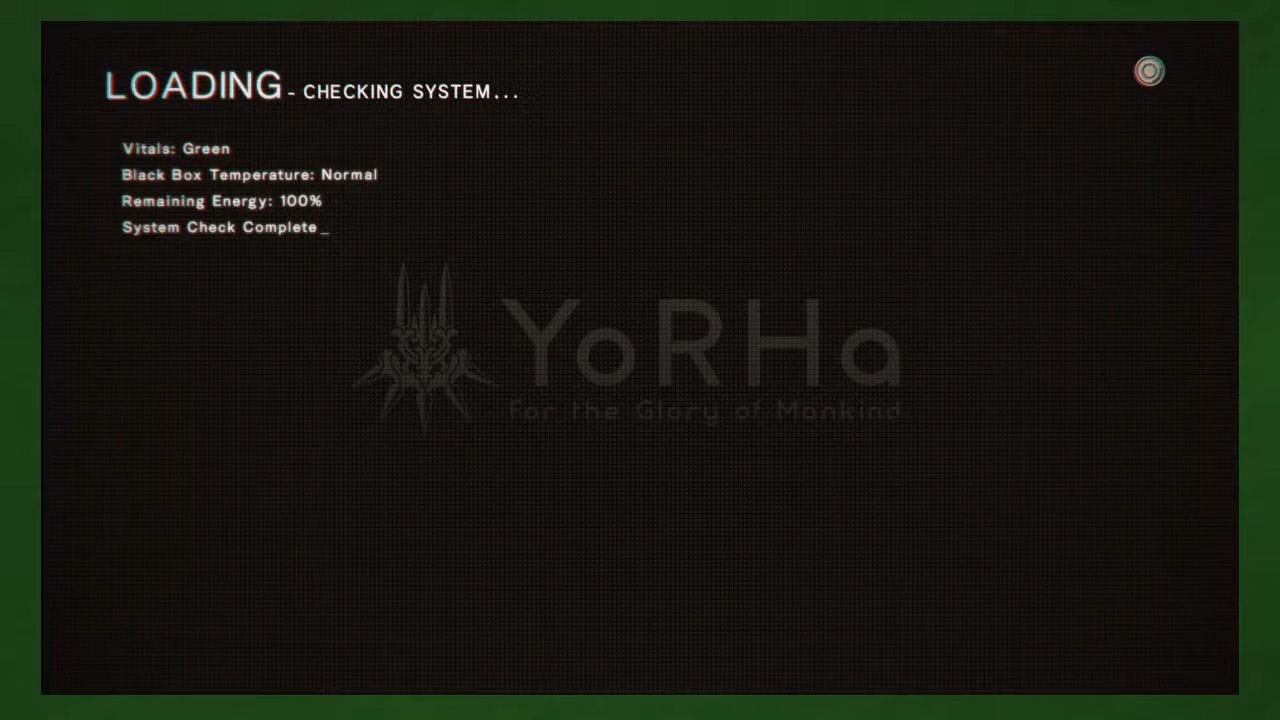 LOADING - CHECKING SYSTEM...
Vitals: Green
Black Box Temperature: Normal
Remaining Energy: 100%
System Check Complete _
YoRHa
For the Glory of Mankind